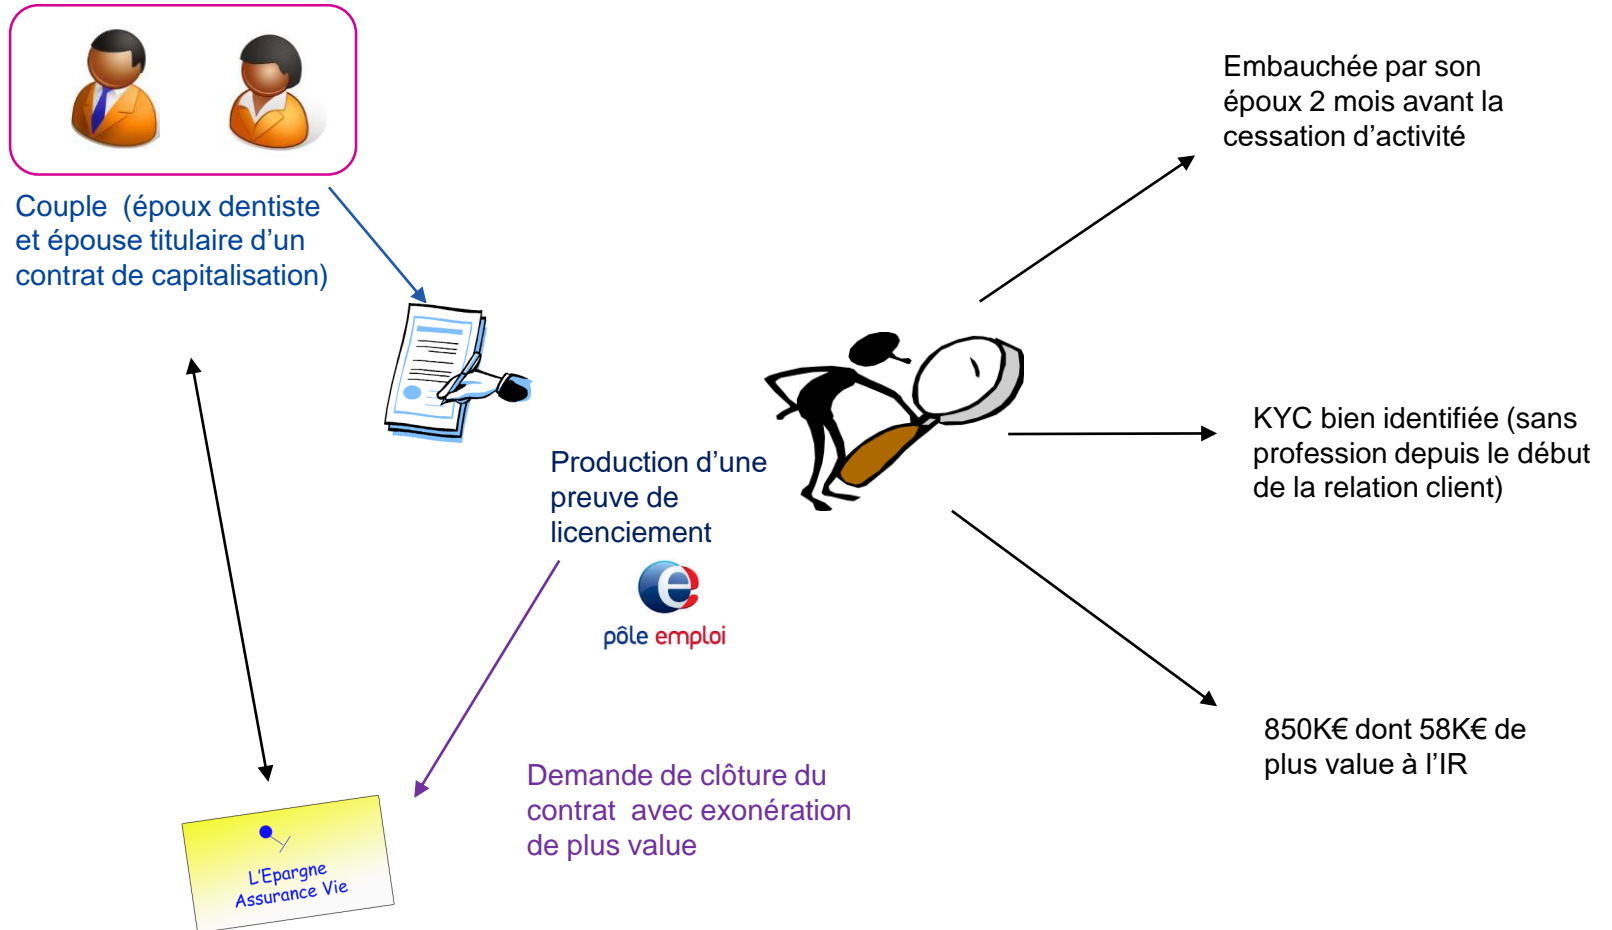 Couple (époux dentiste
et épouse titulaire d’un
contrat de capitalisation)
Production d’une
preuve de
licenciement
pôle emploi
Demande de clôture du
contrat avec exonération
de plus value
L'Epargne
Assurance Vie
Embauchée par son
époux 2 mois avant la
cessation d’activité
KYC bien identifiée (sans
profession depuis le début
de la relation client)
850K€ dont 58K€ de
plus value à l’IR